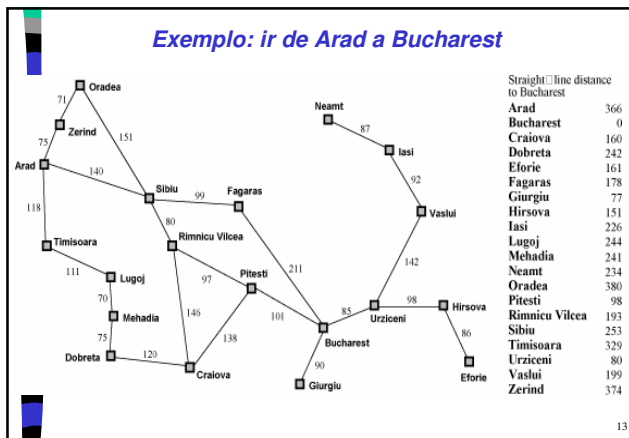 Exemplo: ir de Arad a Bucharest
Oradea
71
Zerind
75
151
Arad
140
118
Sibiu
99
Fagaras
80
Rimnicu Vilcea
Timisoara
111
Lugoj
70
Mehadia
75
Dobreta
120
146
97
Pitesti
211
138
101
Craiova
Bucharest
90
Giurgiu
85
Urziceni
98
Hirsova
86
Eforie
142
Vaslui
92
Iasi
87
Neamt
Straight□line distance
to Bucharest
Arad 366
Bucharest 0
Craiova 160
Dobreta 242
Eforie 161
Fagaras 178
Giurgiu 77
Hirsova 151
Iasi 226
Lugoj 244
Mehadia 241
Neamt 234
Oradea 380
Pitesti 98
Rimnicu Vilcea 193
Sibiu 253
Timisoara 329
Urziceni 80
Vaslui 199
Zerind 374
13